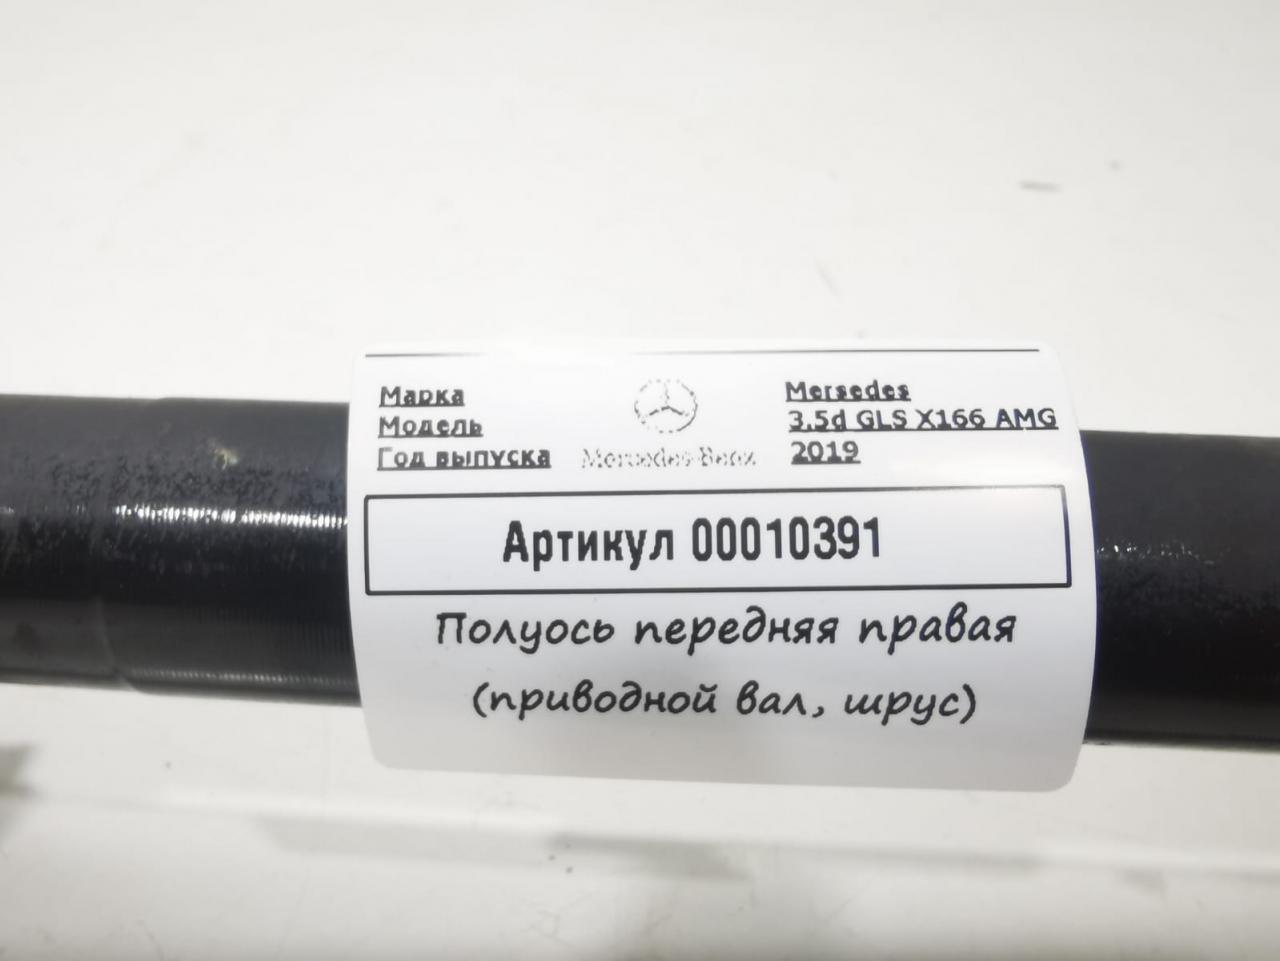 Марка Mersedes
Модель 3.5d GLS X166 AMG
Год выпуска Mercedes-Benz 2019
Артикул 00010391
Полуось передняя правая
(приводной вал, шрус)